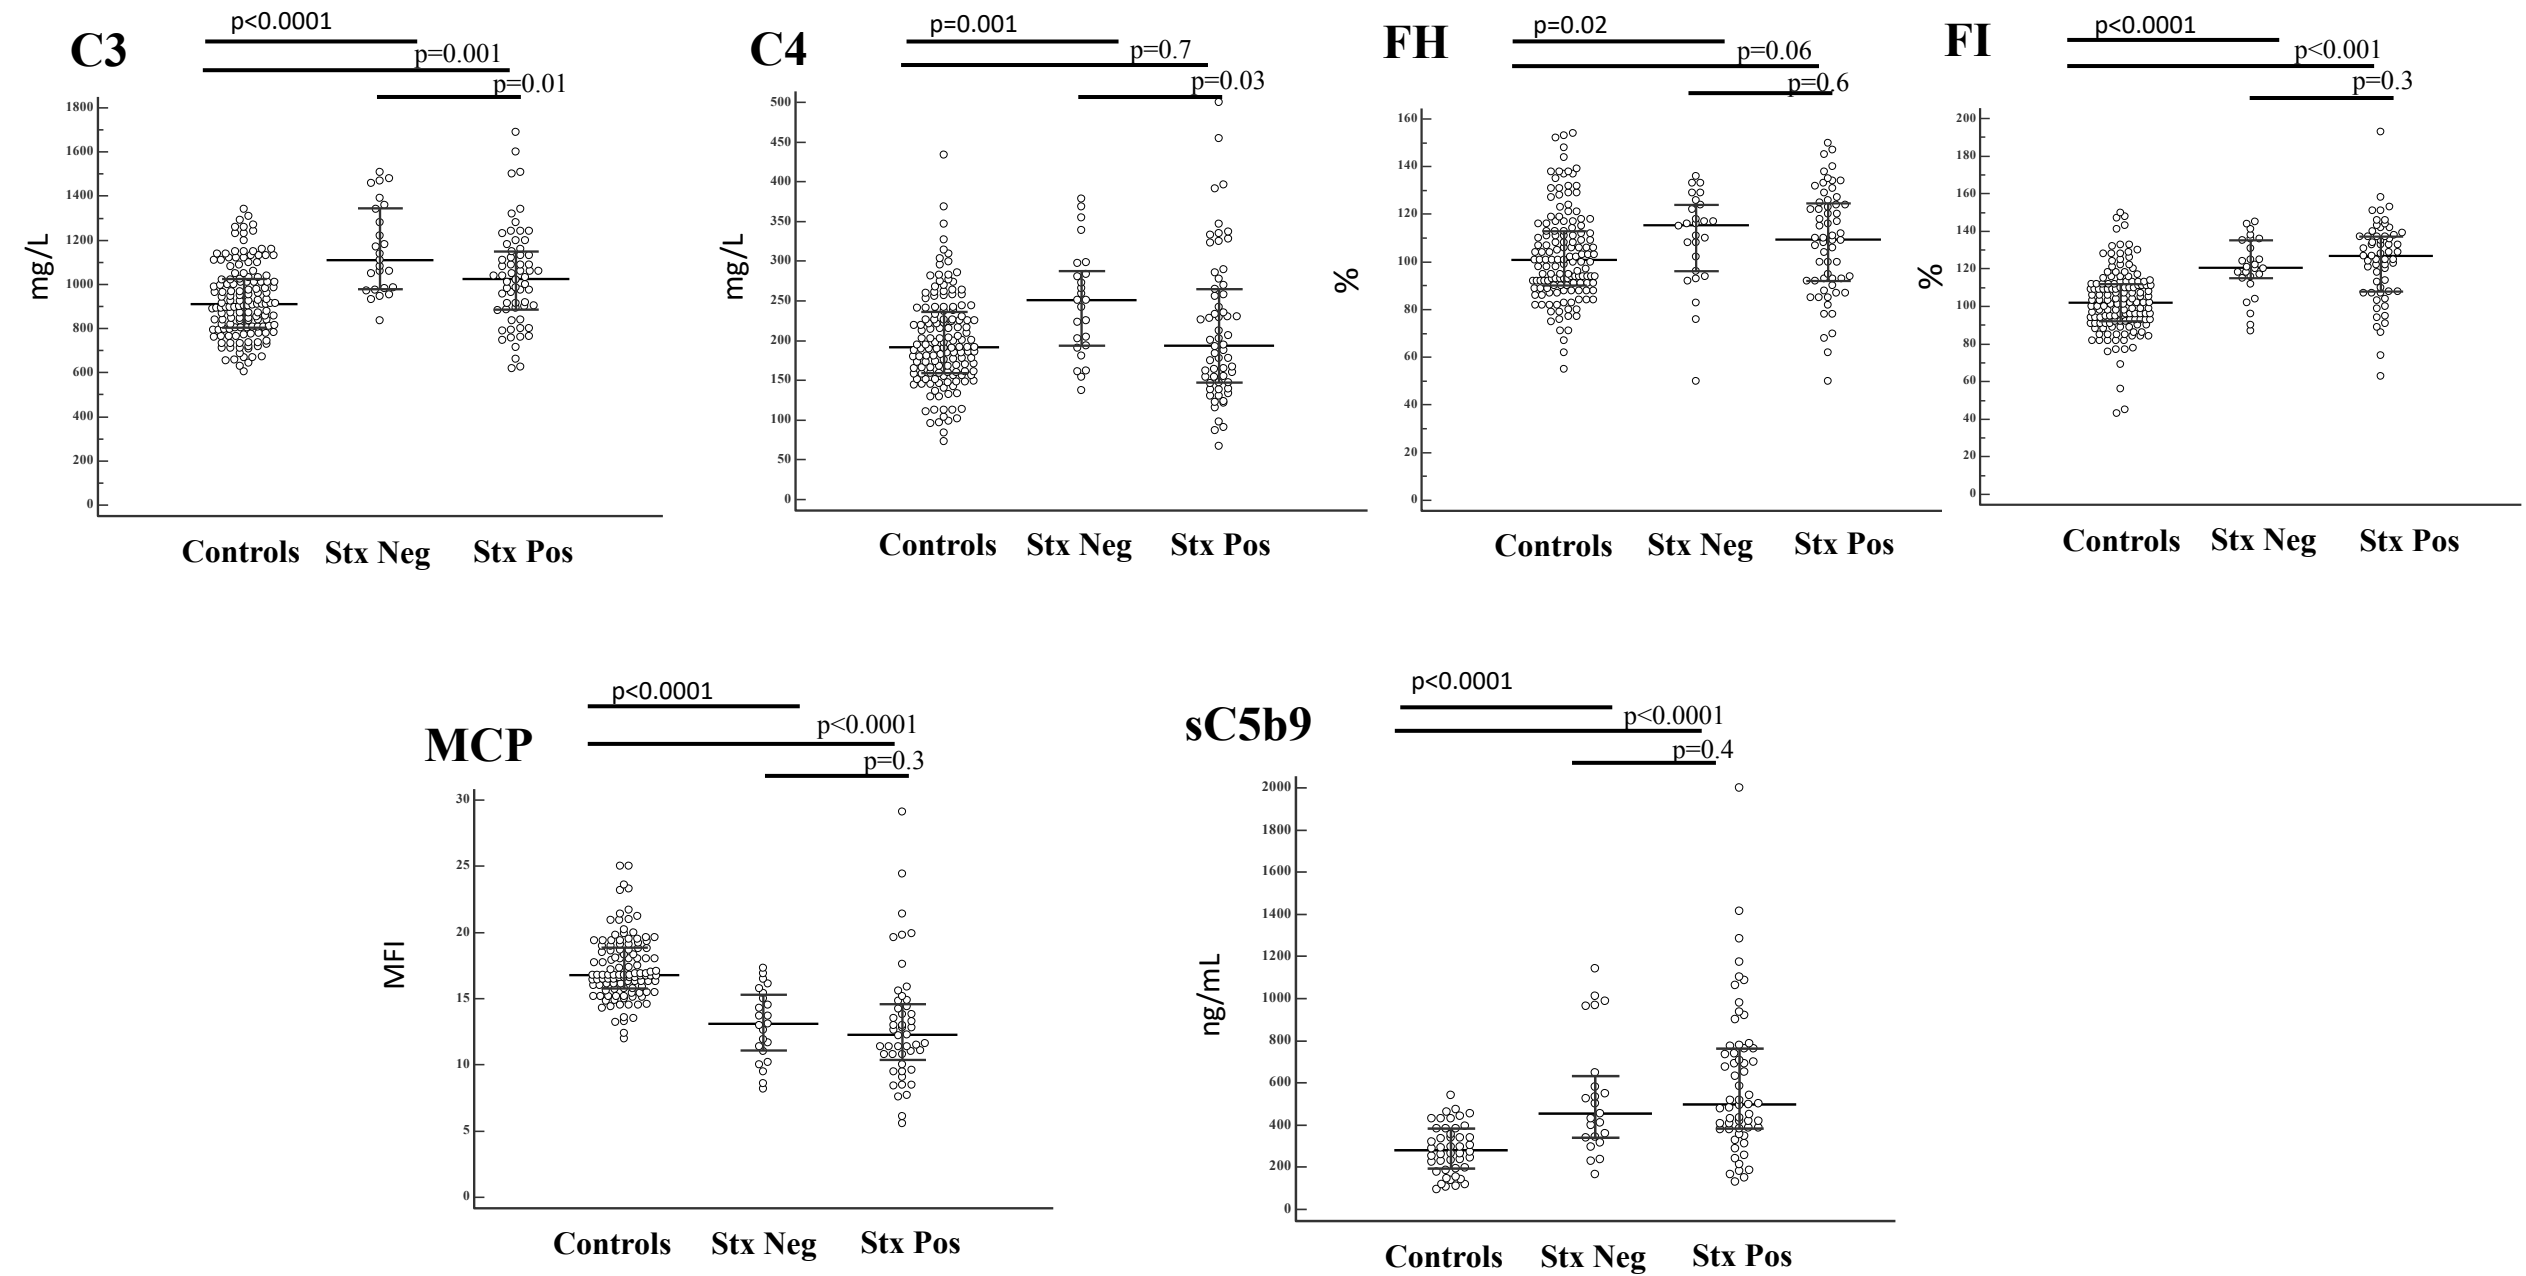 C3
p<0.0001
p=0.001
p=0.01
mg/L
1800
1600
1400
1200
1000
800
600
400
200
0
Controls Stx Neg Stx Pos
C4
p=0.001
p=0.7
p=0.03
mg/L
500
450
400
350
300
250
200
150
100
50
0
Controls Stx Neg Stx Pos
FH
p=0.02
p=0.06
p=0.6
%
160
140
120
100
80
60
40
20
0
Controls Stx Neg Stx Pos
FI
p<0.0001
p<0.001
p=0.3
%
200
180
160
140
120
100
80
60
40
20
0
Controls Stx Neg Stx Pos
MCP
p<0.0001
p<0.0001
p=0.3
MFI
30
25
20
15
10
5
0
Controls Stx Neg Stx Pos
sC5b9
p<0.0001
p<0.0001
p=0.4
ng/mL
2000
1800
1600
1400
1200
1000
800
600
400
200
0
Controls Stx Neg Stx Pos